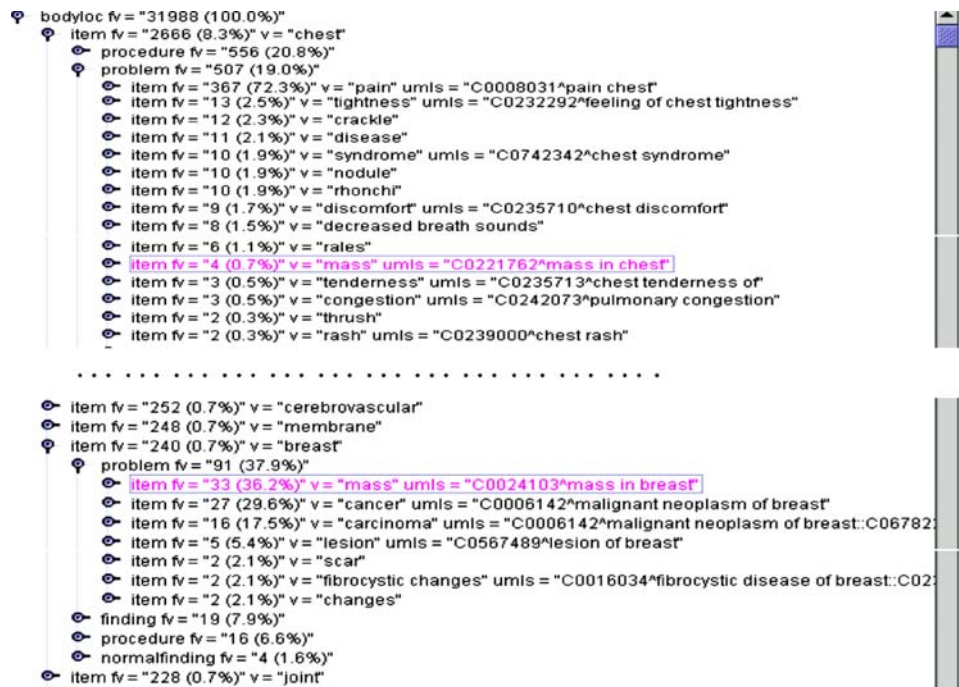 bodyloc fv = "31988 (100.0%)"
item fv = "2666 (8.3%)" v = "chest"
procedure fv = "556 (20.8%)"
problem fv = "507 (19.0%)"
item fv = "367 (72.3%)" v = "pain" umls = "C0008031^pain chest"
item fv = "13 (2.5%)" v = "tightness" umls = "C0232292^feeling of chest tightness"
item fv = "12 (2.3%)" v = "crackle"
item fv = "11 (2.1%)" v = "disease"
item fv = "10 (1.9%)" v = "syndrome" umls = "C0742342^chest syndrome"
item fv = "10 (1.9%)" v = "nodule"
item fv = "10 (1.9%)" v = "rhonchi"
item fv = "9 (1.7%)" v = "discomfort" umls = "C0235710^chest discomfort"
item fv = "8 (1.5%)" v = "decreased breath sounds"
item fv = "6 (1.1%)" v = "rales"
item fv = "4 (0.7%)" v = "mass" umls = "C0221762^mass in chest"
item fv = "3 (0.5%)" v = "tenderness" umls = "C0235713^chest tenderness of"
item fv = "3 (0.5%)" v = "congestion" umls = "C0242073^pulmonary congestion"
item fv = "2 (0.3%)" v = "thrush"
item fv = "2 (0.3%)" v = "rash" umls = "C0239000^chest rash"
item fv = "252 (0.7%)" v = "cerebrovascular"
item fv = "248 (0.7%)" v = "membrane"
item fv = "240 (0.7%)" v = "breast"
problem fv = "91 (37.9%)"
item fv = "33 (36.2%)" v = "mass" umls = "C0024103^mass in breast"
item fv = "27 (29.6%)" v = "cancer" umls = "C0006142^malignant neoplasm of breast"
item fv = "16 (17.5%)" v = "carcinoma" umls = "C0006142^malignant neoplasm of breast::C06782
item fv = "5 (5.4%)" v = "lesion" umls = "C0567489^lesion of breast"
item fv = "2 (2.1%)" v = "scar"
item fv = "2 (2.1%)" v = "fibrocystic changes" umls = "C0016034^fibrocystic disease of breast::C02
item fv = "2 (2.1%)" v = "changes"
finding fv = "19 (7.9%)"
procedure fv = "16 (6.6%)"
normalfinding fv = "4 (1.6%)"
item fv = "228 (0.7%)" v = "joint"